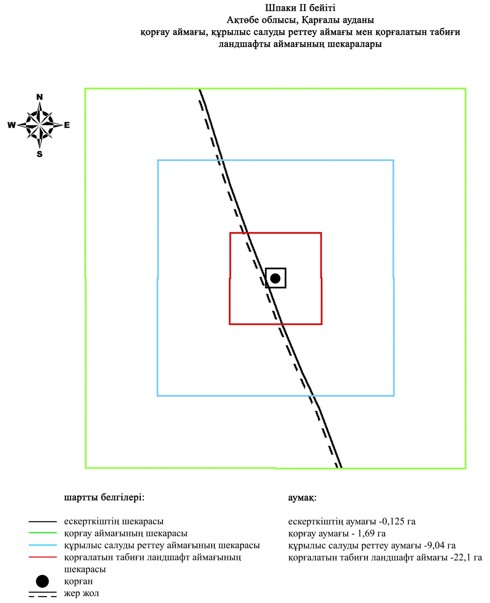 Шпаки II бейіті
Ақтөбе облысы, Қарғалы ауданы
қорғау аймағы, құрылыс салуды реттеу аймағы мен қорғалатын табиғи
ландшафты аймағының шекаралары
N
W E
S
шартты белгілері:
ескерткіштің шекарасы
қорғау аймағының шекарасы
құрылыс салуды реттеу аймағының шекарасы
қорғалатын табиғи ландшафт аймағының
шекарасы
қорған
жер жол
аумақ:
ескерткіштің аумағы -0,125 га
қорғау аумағы - 1,69 га
құрылыс салуды реттеу аумағы -9,04 га
қорғалатын табиғи ландшафт аумағы -22,1 га